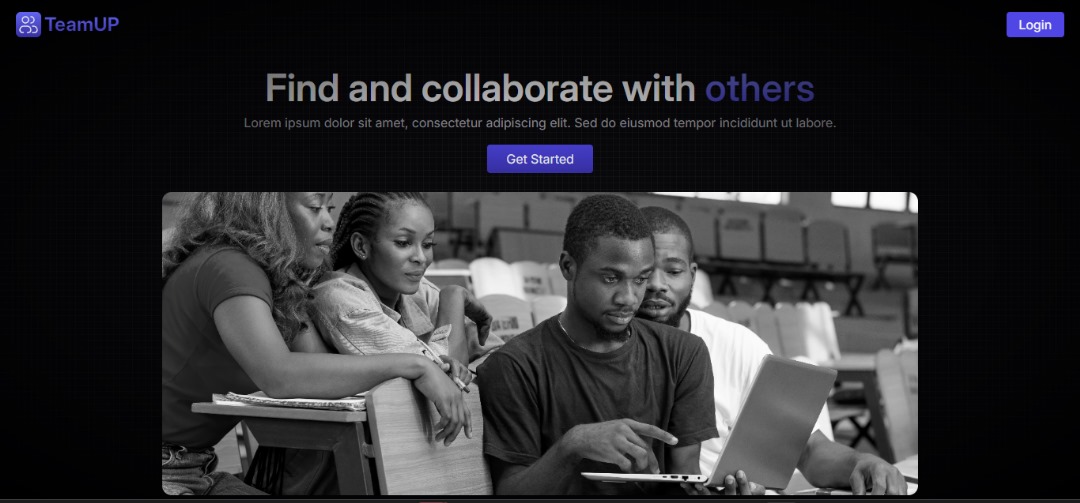 TeamUP
Login
Find and collaborate with others
Lorem ipsum dolor sit amet, consectetur adipiscing elit. Sed do eiusmod tempor incididunt ut labore.
Get Started